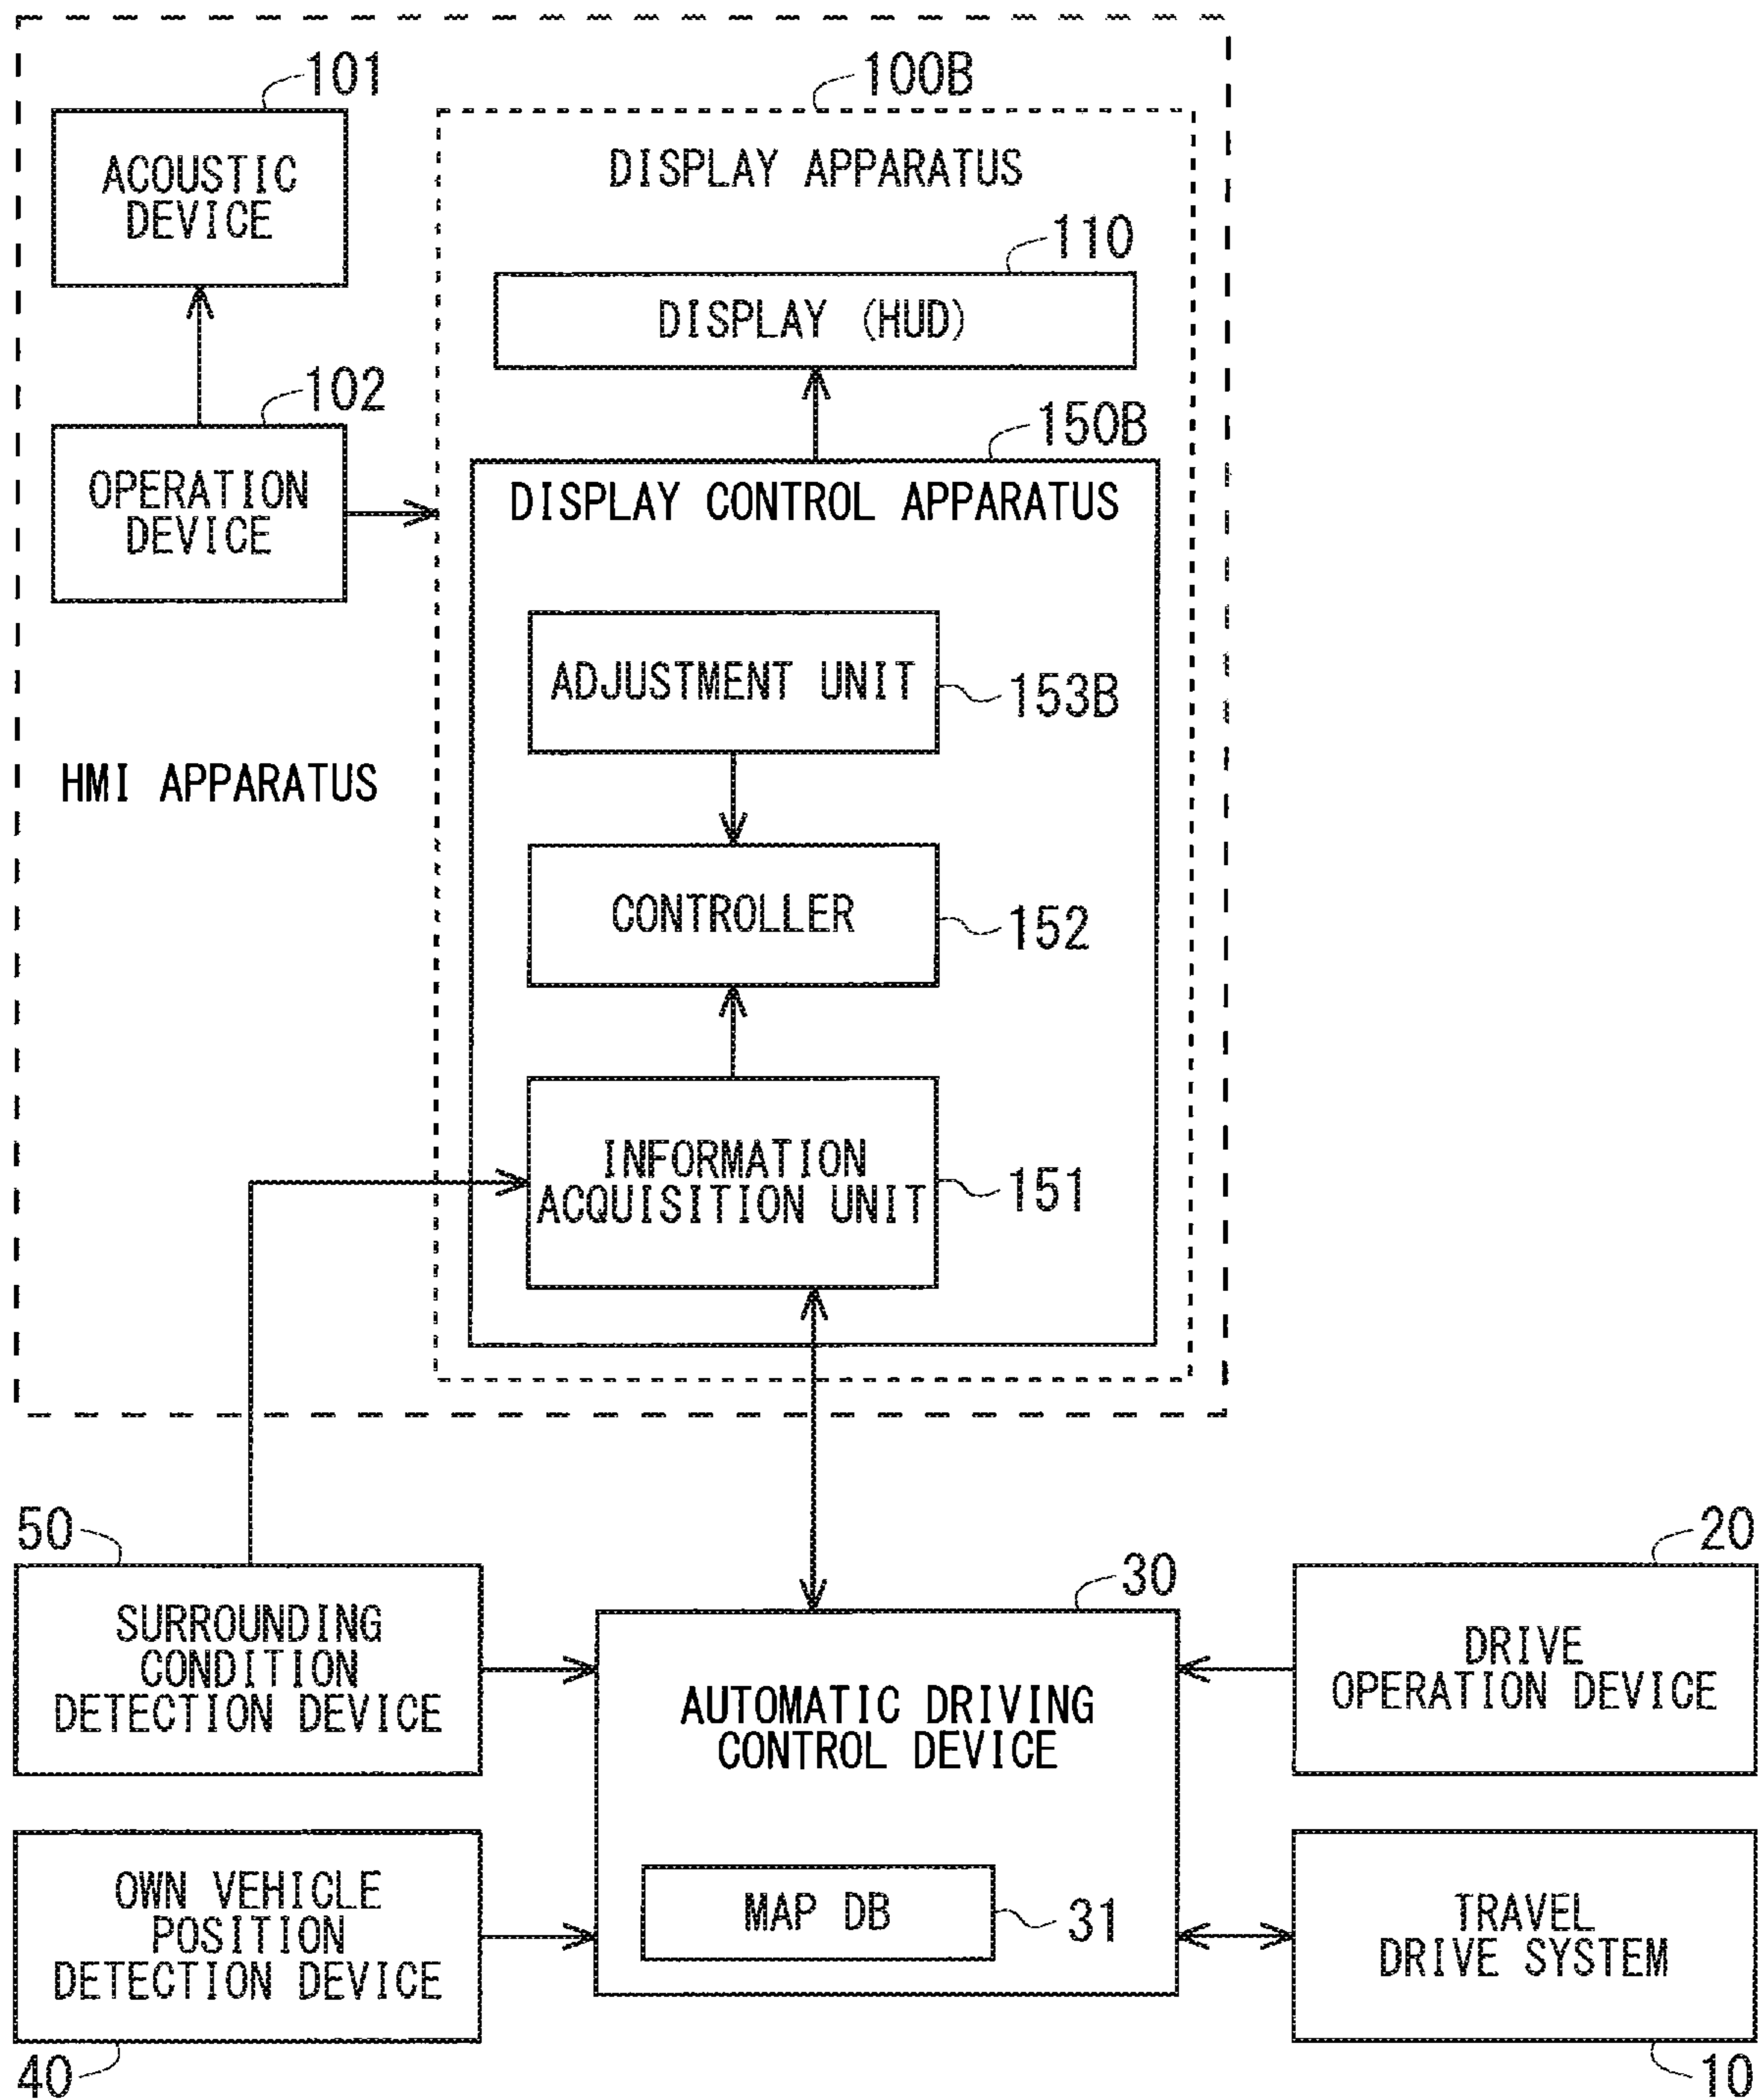 101
100B
ACOUSTIC
DEVICE
DISPLAY APPARATUS
110
DISPLAY (HUD)
102
150B
OPERATION
DEVICE
DISPLAY CONTROL APPARATUS
ADJUSTMENT UNIT
153B
HMI APPARATUS
CONTROLLER
152
INFORMATION
ACQUISITION UNIT
151
50
20
30
SURROUNDING
CONDITION
DETECTION DEVICE
DRIVE
OPERATION DEVICE
AUTOMATIC DRIVING
CONTROL DEVICE
OWN VEHICLE
POSITION
DETECTION DEVICE
MAP DB
31
TRAVEL
DRIVE SYSTEM
40
10